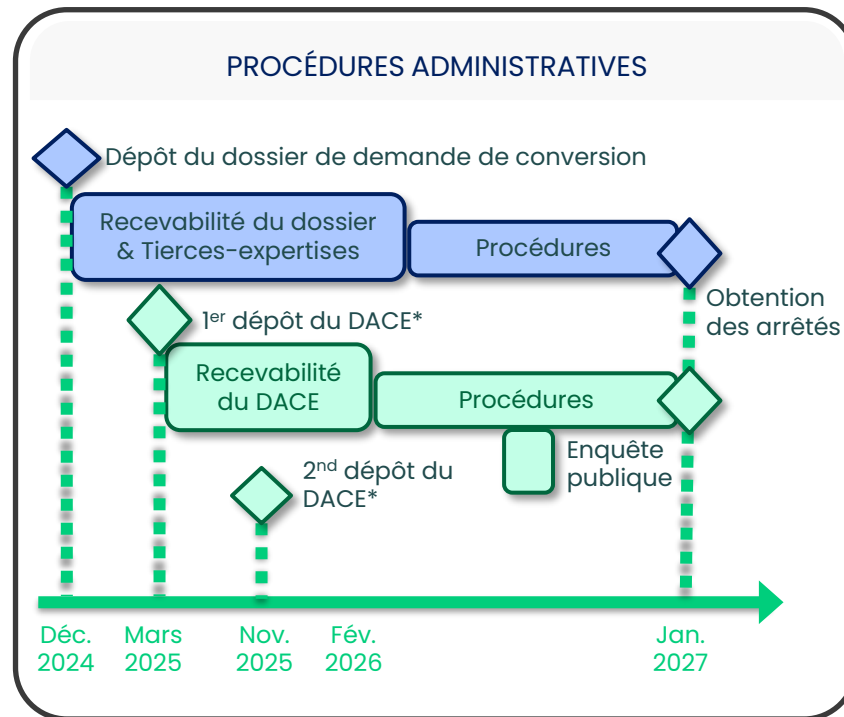 PROCÉDURES ADMINISTRATIVES
Dépôt du dossier de demande de conversion
Recevabilité du dossier
& Tierces-expertises
Procédures
Obtention
des arrêtés
1er dépôt du DACE*
Recevabilité
du DACE
Procédures
Enquête
publique
2nd dépôt du
DACE*
Déc.
2024
Mars
2025
Nov.
2025
Fév.
2026
Jan.
2027